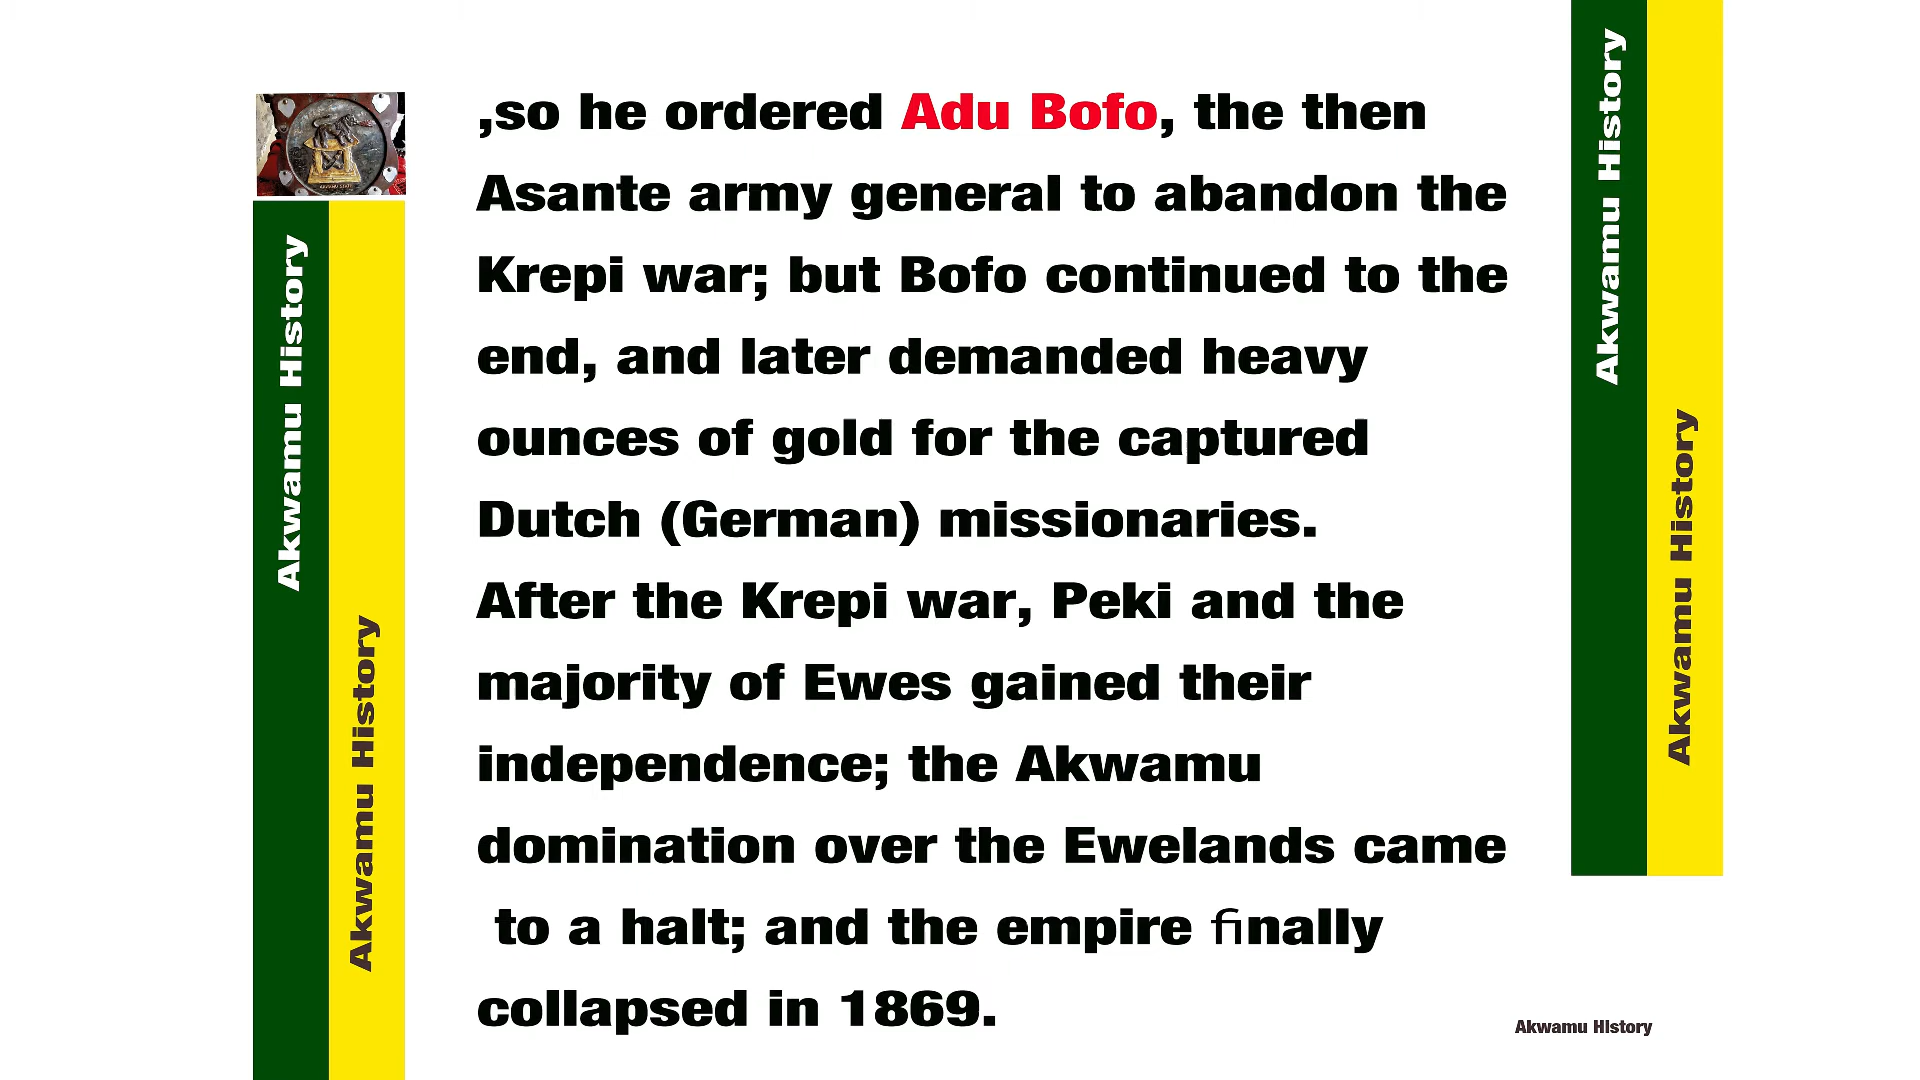 ,so he ordered Adu Bofo, the then
Asante army general to abandon the
Krepi war; but Bofo continued to the
end, and later demanded heavy
ounces of gold for the captured
Dutch (German) missionaries.
After the Krepi war, Peki and the
majority of Ewes gained their
independence; the Akwamu
domination over the Ewelands came
to a halt; and the empire finally
collapsed in 1869.
Akwamu History
Akwamu History
Akwamu History
Akwamu History
Akwamu HIstory